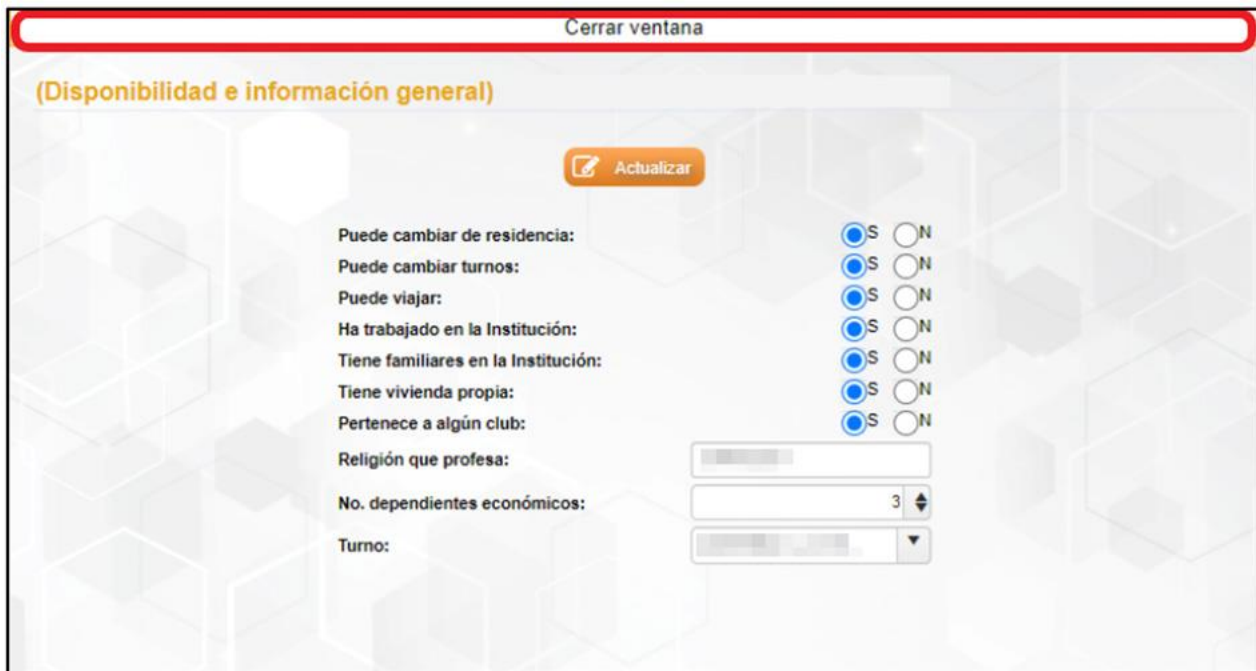 Cerrar ventana
(Disponibilidad e información general)
Actualizar
Puede cambiar de residencia: S N
Puede cambiar turnos: S N
Puede viajar: S N
Ha trabajado en la Institución: S N
Tiene familiares en la Institución: S N
Tiene vivienda propia: S N
Pertenece a algún club: S N
Religión que profesa:
No. dependientes económicos: 3
Turno: